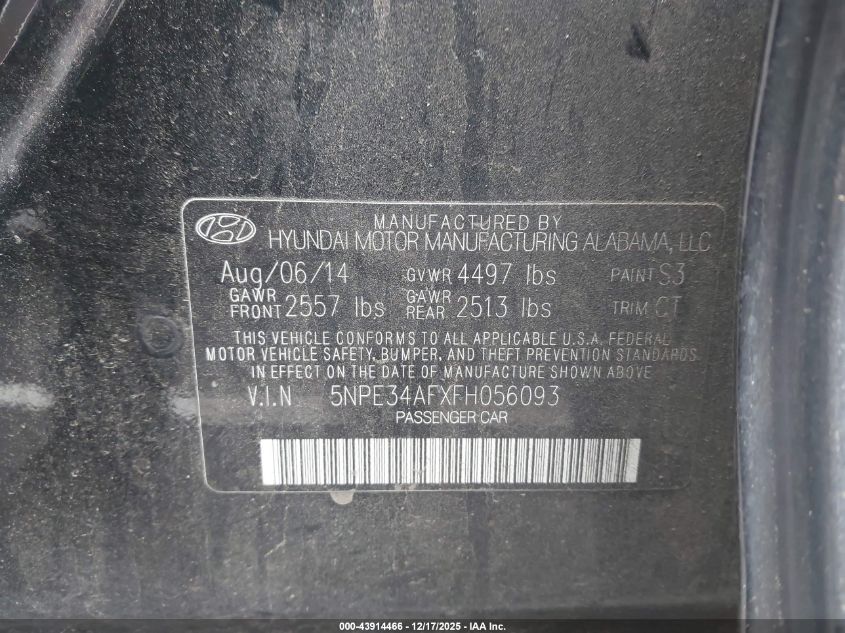 MANUFACTURED BY
HYUNDAI MOTOR MANUFACTURING ALABAMA, LLC
Aug/06/14 GVWR 4497 lbs PAINT S3
GAWR FRONT 2557 lbs GAWR REAR 2513 lbs TRIM CT
THIS VEHICLE CONFORMS TO ALL APPLICABLE U.S.A. FEDERAL
MOTOR VEHICLE SAFETY, BUMPER, AND THEFT PREVENTION STANDARDS
IN EFFECT ON THE DATE OF MANUFACTURE SHOWN ABOVE
V.I.N 5NPE34AFXFH056093
PASSENGER CAR
000-43914466 - 12/17/2025 - IAA Inc.